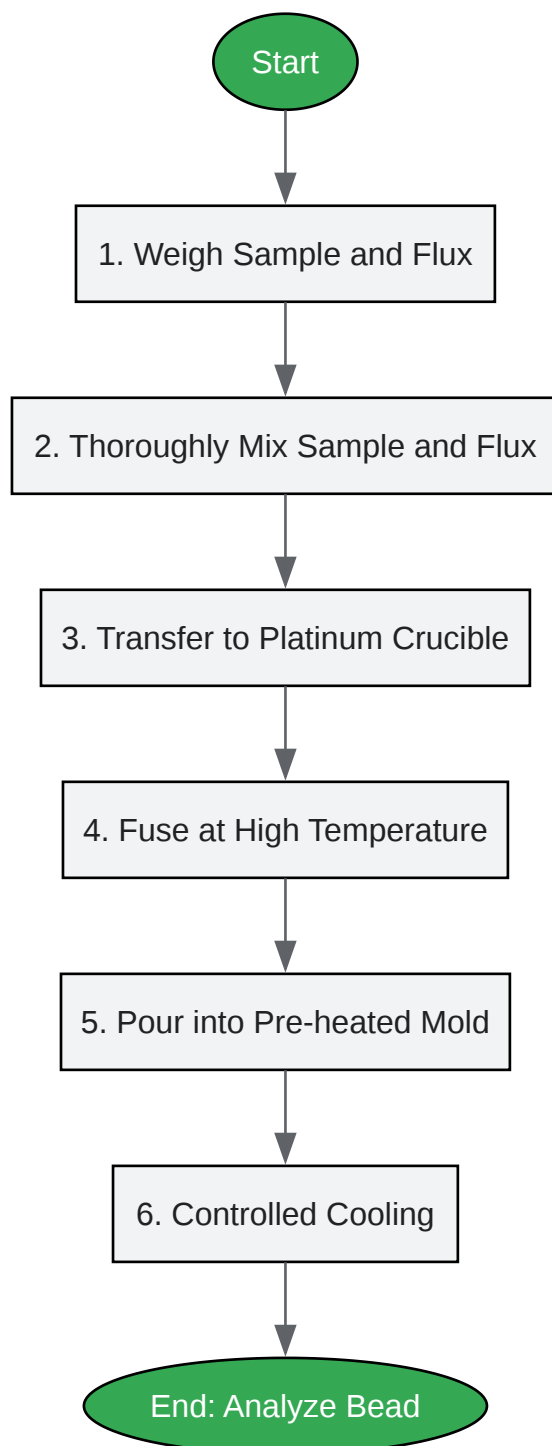 Start
1. Weigh Sample and Flux
2. Thoroughly Mix Sample and Flux
3. Transfer to Platinum Crucible
4. Fuse at High Temperature
5. Pour into Pre-heated Mold
6. Controlled Cooling
End: Analyze Bead